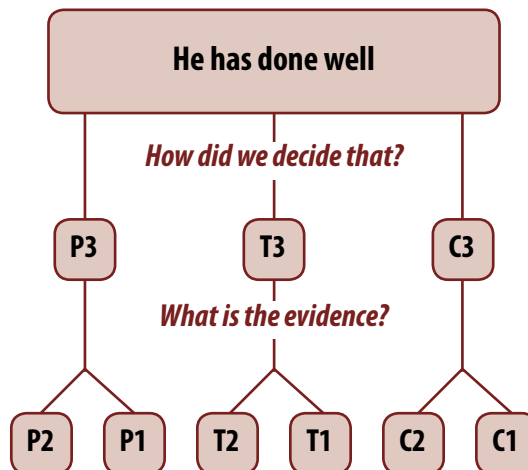 He has done well
How did we decide that?
P3 T3 C3
What is the evidence?
P2 P1 T2 T1 C2 C1